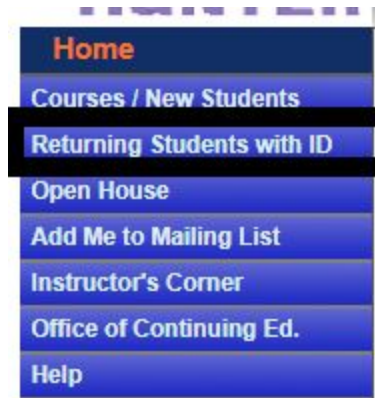 Home
Courses / New Students
Returning Students with ID
Open House
Add Me to Mailing List
Instructor's Corner
Office of Continuing Ed.
Help